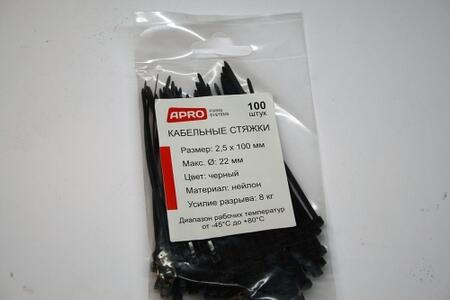 APRO FIXING SYSTEMS
100 штук
КАБЕЛЬНЫЕ СТЯЖКИ
Размер: 2,5 х 100 мм
Макс. Ø: 22 мм
Цвет: черный
Материал: нейлон
Усилие разрыва: 8 кг
Диапазон рабочих температур
от -45°С до +80°С